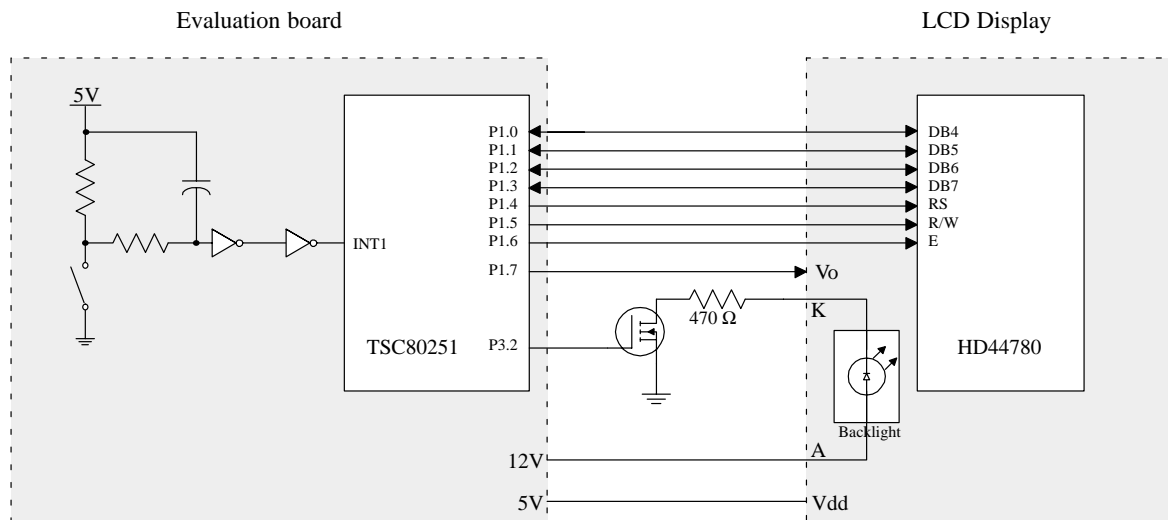 Evaluation board
LCD Display
5V
P1.0
P1.1
P1.2
P1.3
P1.4
P1.5
P1.6
P1.7
P3.2
INT1
TSC80251
DB4
DB5
DB6
DB7
RS
R/W
E
Vo
K
470 Ω
HD44780
Backlight
12V
A
5V
Vdd